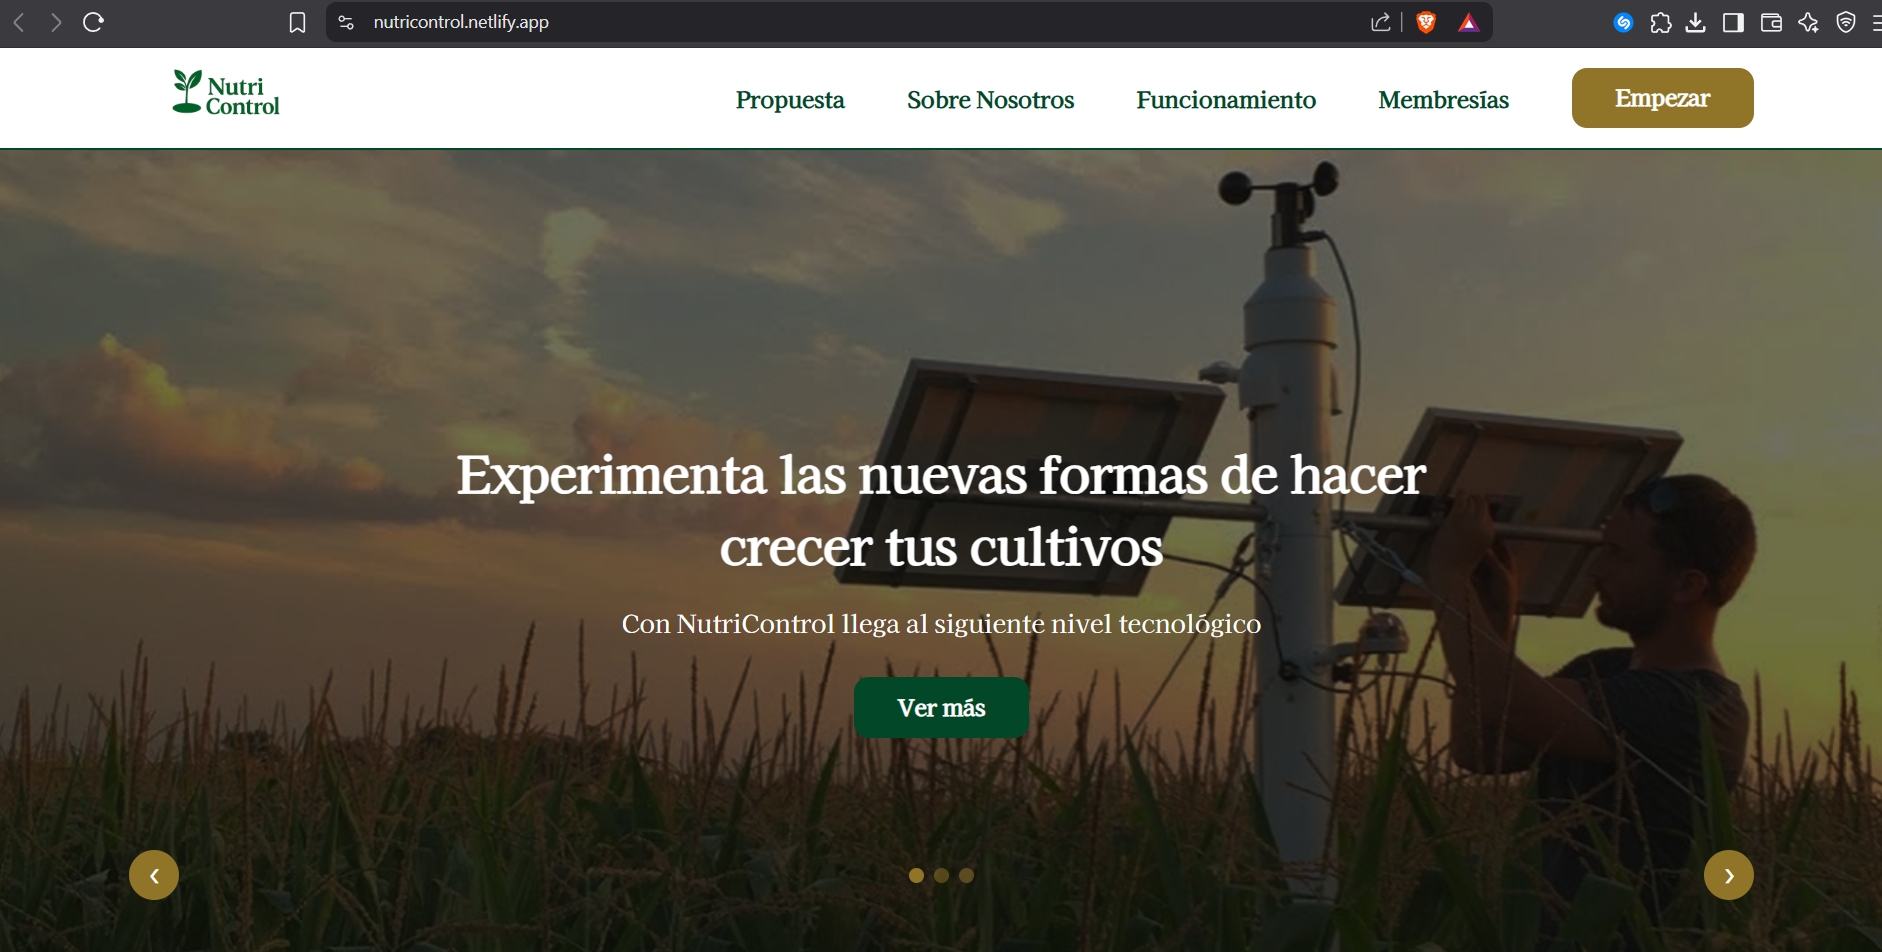 nutricontrol.netlify.app
Nutri
Control
Propuesta
Sobre Nosotros
Funcionamiento
Membresías
Empezar
Experimenta las nuevas formas de hacer
crecer tus cultivos
Con NutriControl llega al siguiente nivel tecnológico
Ver más